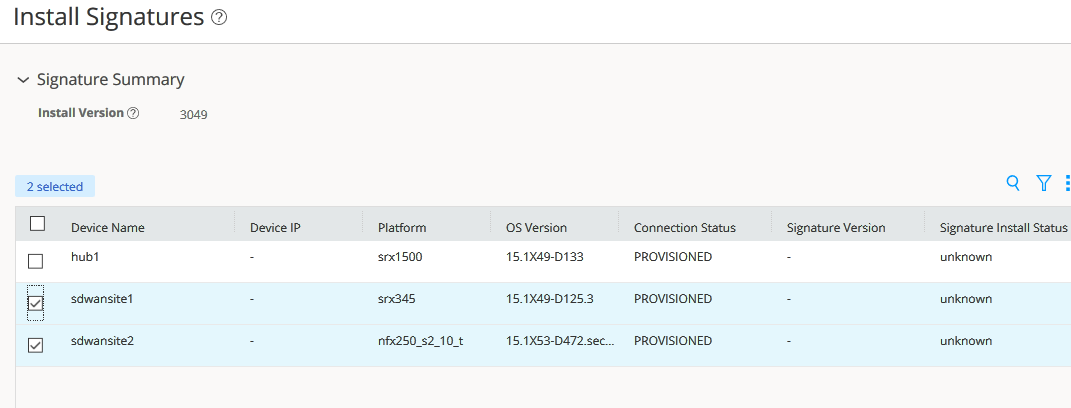 Install Signatures
Signature Summary
Install Version 3049
2 selected
Device Name Device IP Platform OS Version Connection Status Signature Version Signature Install Status
hub1 - srx1500 15.1X49-D133 PROVISIONED - unknown
sdwansite1 - srx345 15.1X49-D125.3 PROVISIONED - unknown
sdwansite2 - nfx250_s2_10_t 15.1X53-D472.sec... PROVISIONED - unknown